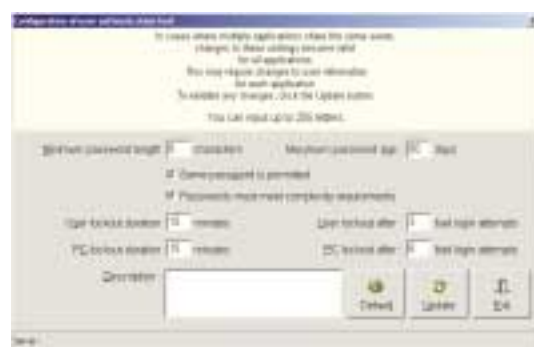 Configuration of user authentication tool
In cases where multiple applications share the same server,
changes to these settings become valid
for all applications.
This may require changes to user information
for each application.
To validate any changes, click the Update button.
You can input up to 256 letters.
Minimum password length characters Maximum password age days
Same password is permitted
Passwords must meet complexity requirements
User lockout duration minutes User lockout after bad login attempts
PC lockout duration minutes PC lockout after bad login attempts
Description
Default Update Exit